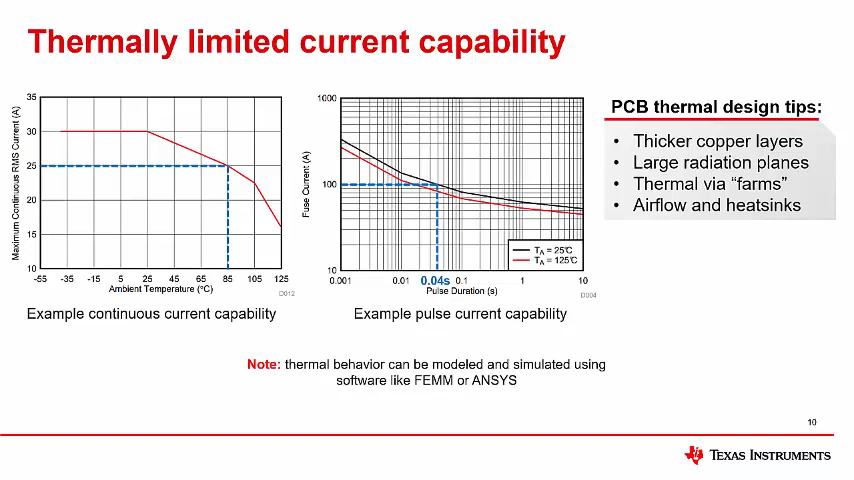 Thermally limited current capability
Maximum Continuous RMS Current (A)
35
30
25
20
15
10
-55 -35 -15 5 25 45 65 85 105 125
Ambient Temperature (°C)
D012
Example continuous current capability
Fuse Current (A)
1000
100
10
0.001 0.01 0.04s 0.1 1 10
Pulse Duration (s)
D004
TA = 25°C
TA = 125°C
Example pulse current capability
PCB thermal design tips:
• Thicker copper layers
• Large radiation planes
• Thermal via “farms”
• Airflow and heatsinks
Note: thermal behavior can be modeled and simulated using
software like FEMM or ANSYS
10
TEXAS INSTRUMENTS